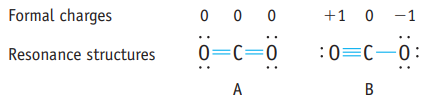 Formal charges 0 0 0 +1 0 −1
Resonance structures Ö=C=Ö :O≡C—Ö:
A B